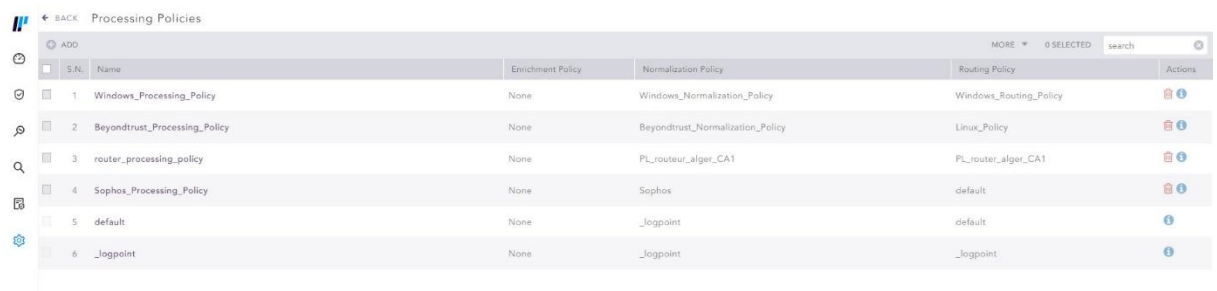 BACK Processing Policies
ADD MORE 0 SELECTED search
S.N. Name Enrichment Policy Normalization Policy Routing Policy Actions
1 Windows_Processing_Policy None Windows_Normalization_Policy Windows_Routing_Policy
2 Beyondtrust_Processing_Policy None Beyondtrust_Normalization_Policy Linux_Policy
3 router_processing_policy None PL_routeur_alger_CA1 PL_router_alger_CA1
4 Sophos_Processing_Policy None Sophos default
5 default None _logpoint default
6 _logpoint None _logpoint _logpoint